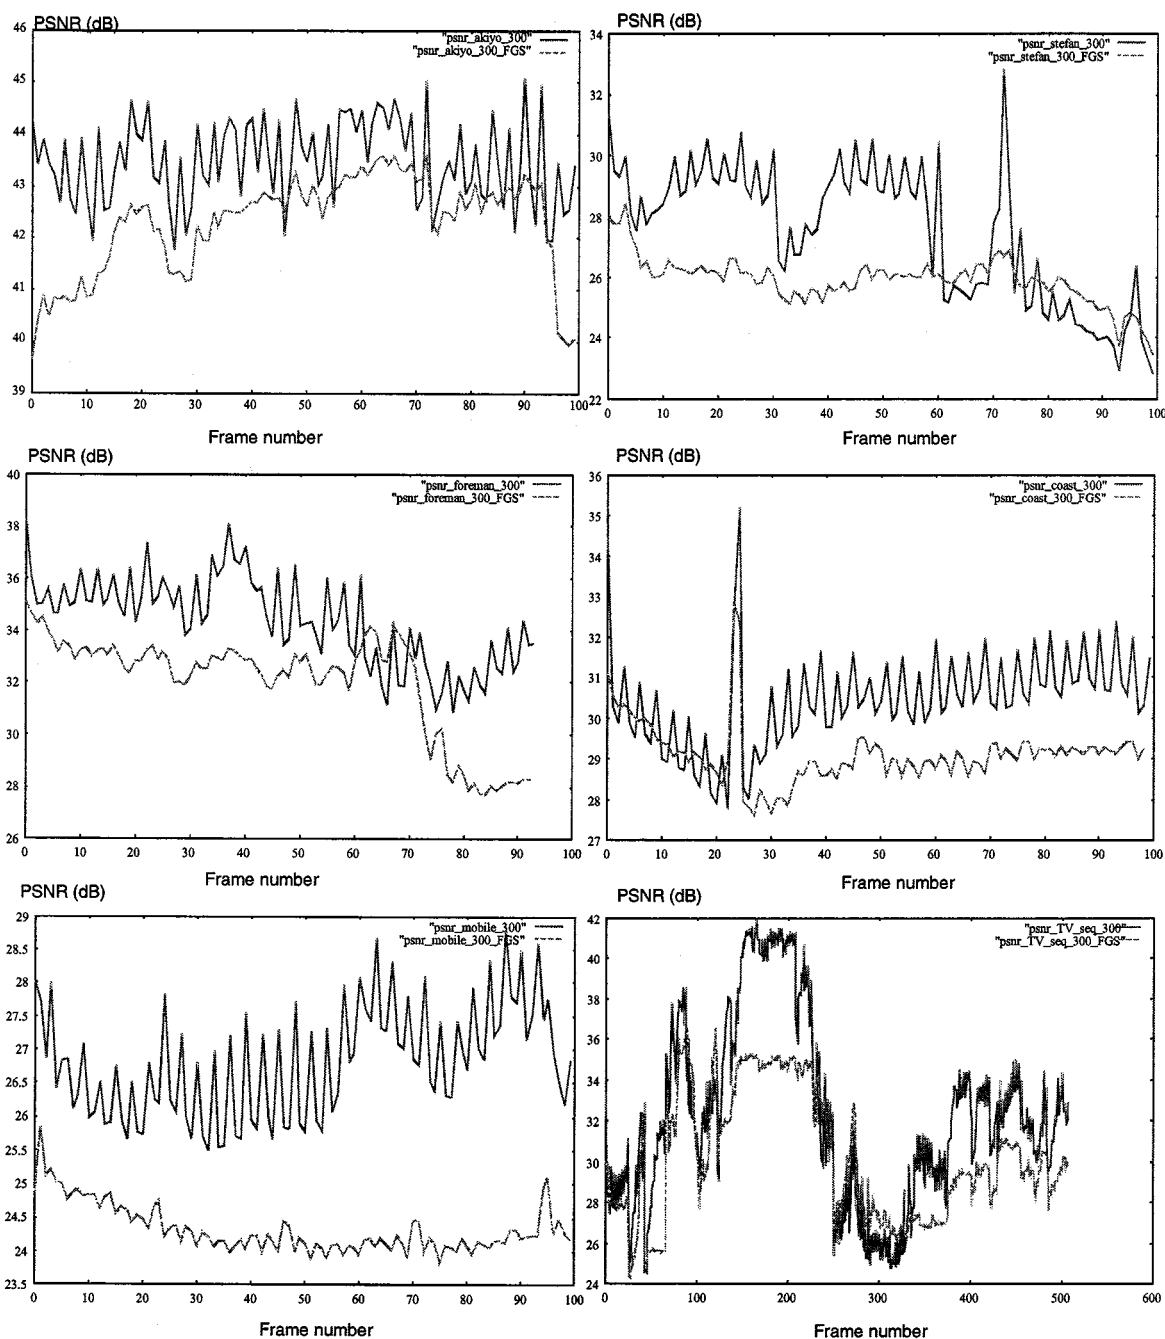 PSNR (dB)
46
"psnr_akiyo_300"
"psnr_akiyo_300_FGS"
45
44
43
42
41
40
39
0 10 20 30 40 50 60 70 80 90 100
Frame number
PSNR (dB)
34
"psnr_stefan_300"
"psnr_stefan_300_FGS"
32
30
28
26
24
22
0 10 20 30 40 50 60 70 80 90 100
Frame number
PSNR (dB)
40
"psnr_foreman_300"
"psnr_foreman_300_FGS"
38
36
34
32
30
28
26
0 10 20 30 40 50 60 70 80 90 100
Frame number
PSNR (dB)
36
"psnr_coast_300"
"psnr_coast_300_FGS"
35
34
33
32
31
30
29
28
27
0 10 20 30 40 50 60 70 80 90 100
Frame number
PSNR (dB)
29
"psnr_mobile_300"
"psnr_mobile_300_FGS"
28.5
28
27.5
27
26.5
26
25.5
25
24.5
24
23.5
0 10 20 30 40 50 60 70 80 90 100
Frame number
PSNR (dB)
42
"psnr_TV_seq_300"
"psnr_TV_seq_300_FGS"
40
38
36
34
32
30
28
26
24
0 100 200 300 400 500 600
Frame number